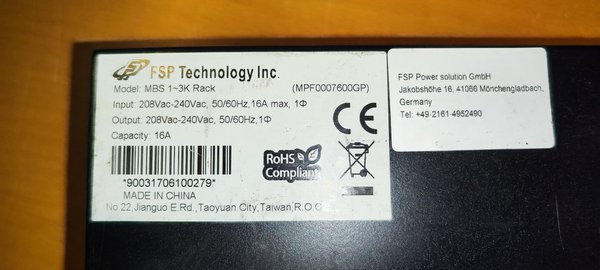 FSP Technology Inc.
Model: MBS 1~3K Rack (MPF0007600GP)
Input: 208Vac-240Vac, 50/60Hz,16A max, 1Φ
Output: 208Vac-240Vac, 50/60Hz,1Φ
Capacity: 16A
CE
RoHS
Compliant
*90031706100279*
MADE IN CHINA
No.22,Jianguo E.Rd.,Taoyuan City,Taiwan,R.O.C
FSP Power solution GmbH
Jakobshöhe 16, 41066 Mönchengladbach,
Germany
Tel: +49-2161-4952490